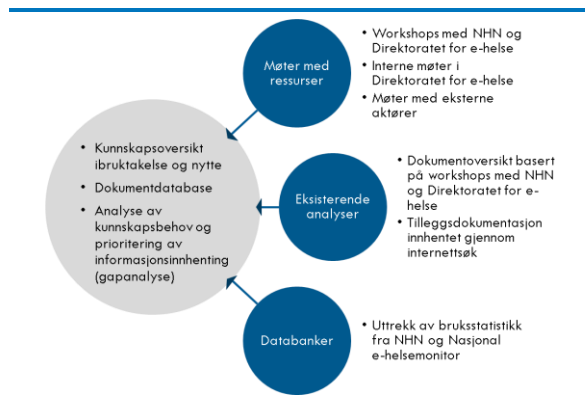 Møter med
ressurser
• Workshops med NHN og
Direktoratet for e-helse
• Interne møter i
Direktoratet for e-helse
• Møter med eksterne
aktører
• Kunnskapsoversikt
ibruktakelse og nytte
• Dokumentdatabase
• Analyse av
kunnskapsbehov og
prioritering av
informasjonsinnhenting
(gapanalyse)
Eksisterende
analyser
• Dokumentoversikt basert
på workshops med NHN
og Direktoratet for e-
helse
• Tilleggsdokumentasjon
innhentet gjennom
internettsøk
Databanker
• Uttrekk av bruksstatistikk
fra NHN og Nasjonal
e-helsemonitor